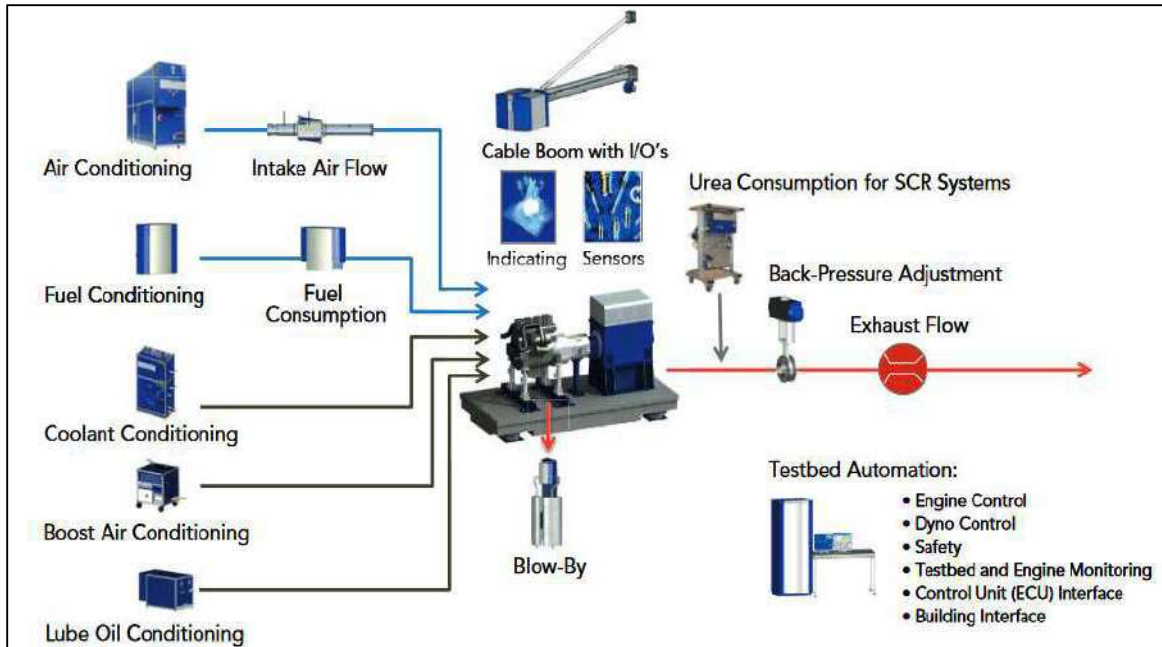 Air Conditioning
Intake Air Flow
Cable Boom with I/O's
Indicating
Sensors
Urea Consumption for SCR Systems
Fuel Conditioning
Fuel
Consumption
Back-Pressure Adjustment
Exhaust Flow
Coolant Conditioning
Boost Air Conditioning
Lube Oil Conditioning
Blow-By
Testbed Automation:
• Engine Control
• Dyno Control
• Safety
• Testbed and Engine Monitoring
• Control Unit (ECU) Interface
• Building Interface